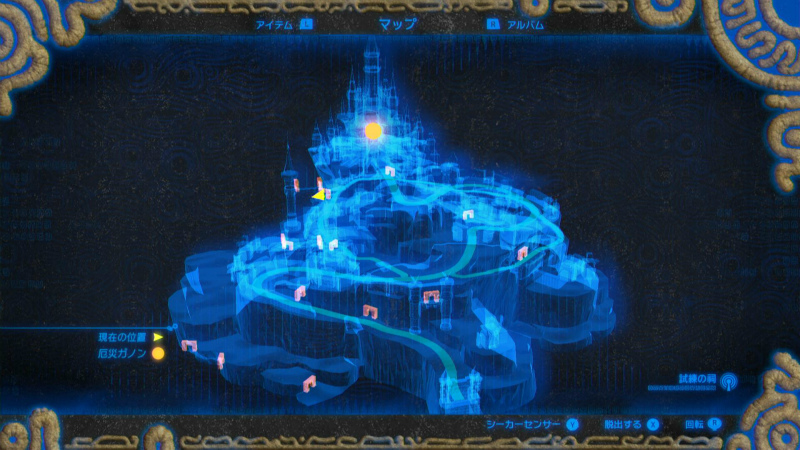 アイテム L マップ R アルバム
現在の位置
厄災ガノン
試練の祠
シーカーセンサー Y 脱出する X 回転 R